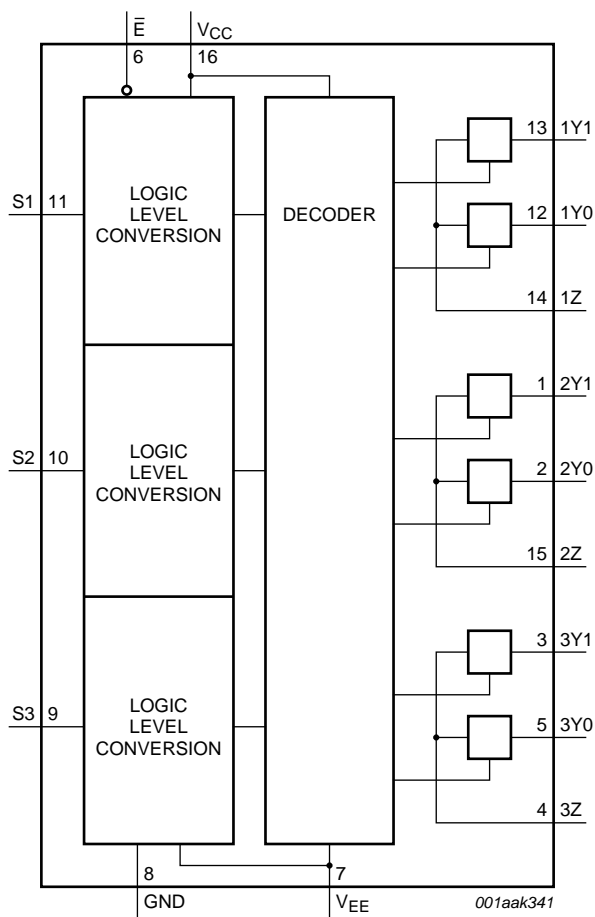 E̅ VCC
6 16
13 1Y1
S1 11
LOGIC
LEVEL
CONVERSION
DECODER
12 1Y0
14 1Z
1 2Y1
S2 10
LOGIC
LEVEL
CONVERSION
2 2Y0
15 2Z
3 3Y1
S3 9
LOGIC
LEVEL
CONVERSION
5 3Y0
4 3Z
8 7
GND VEE 001aak341